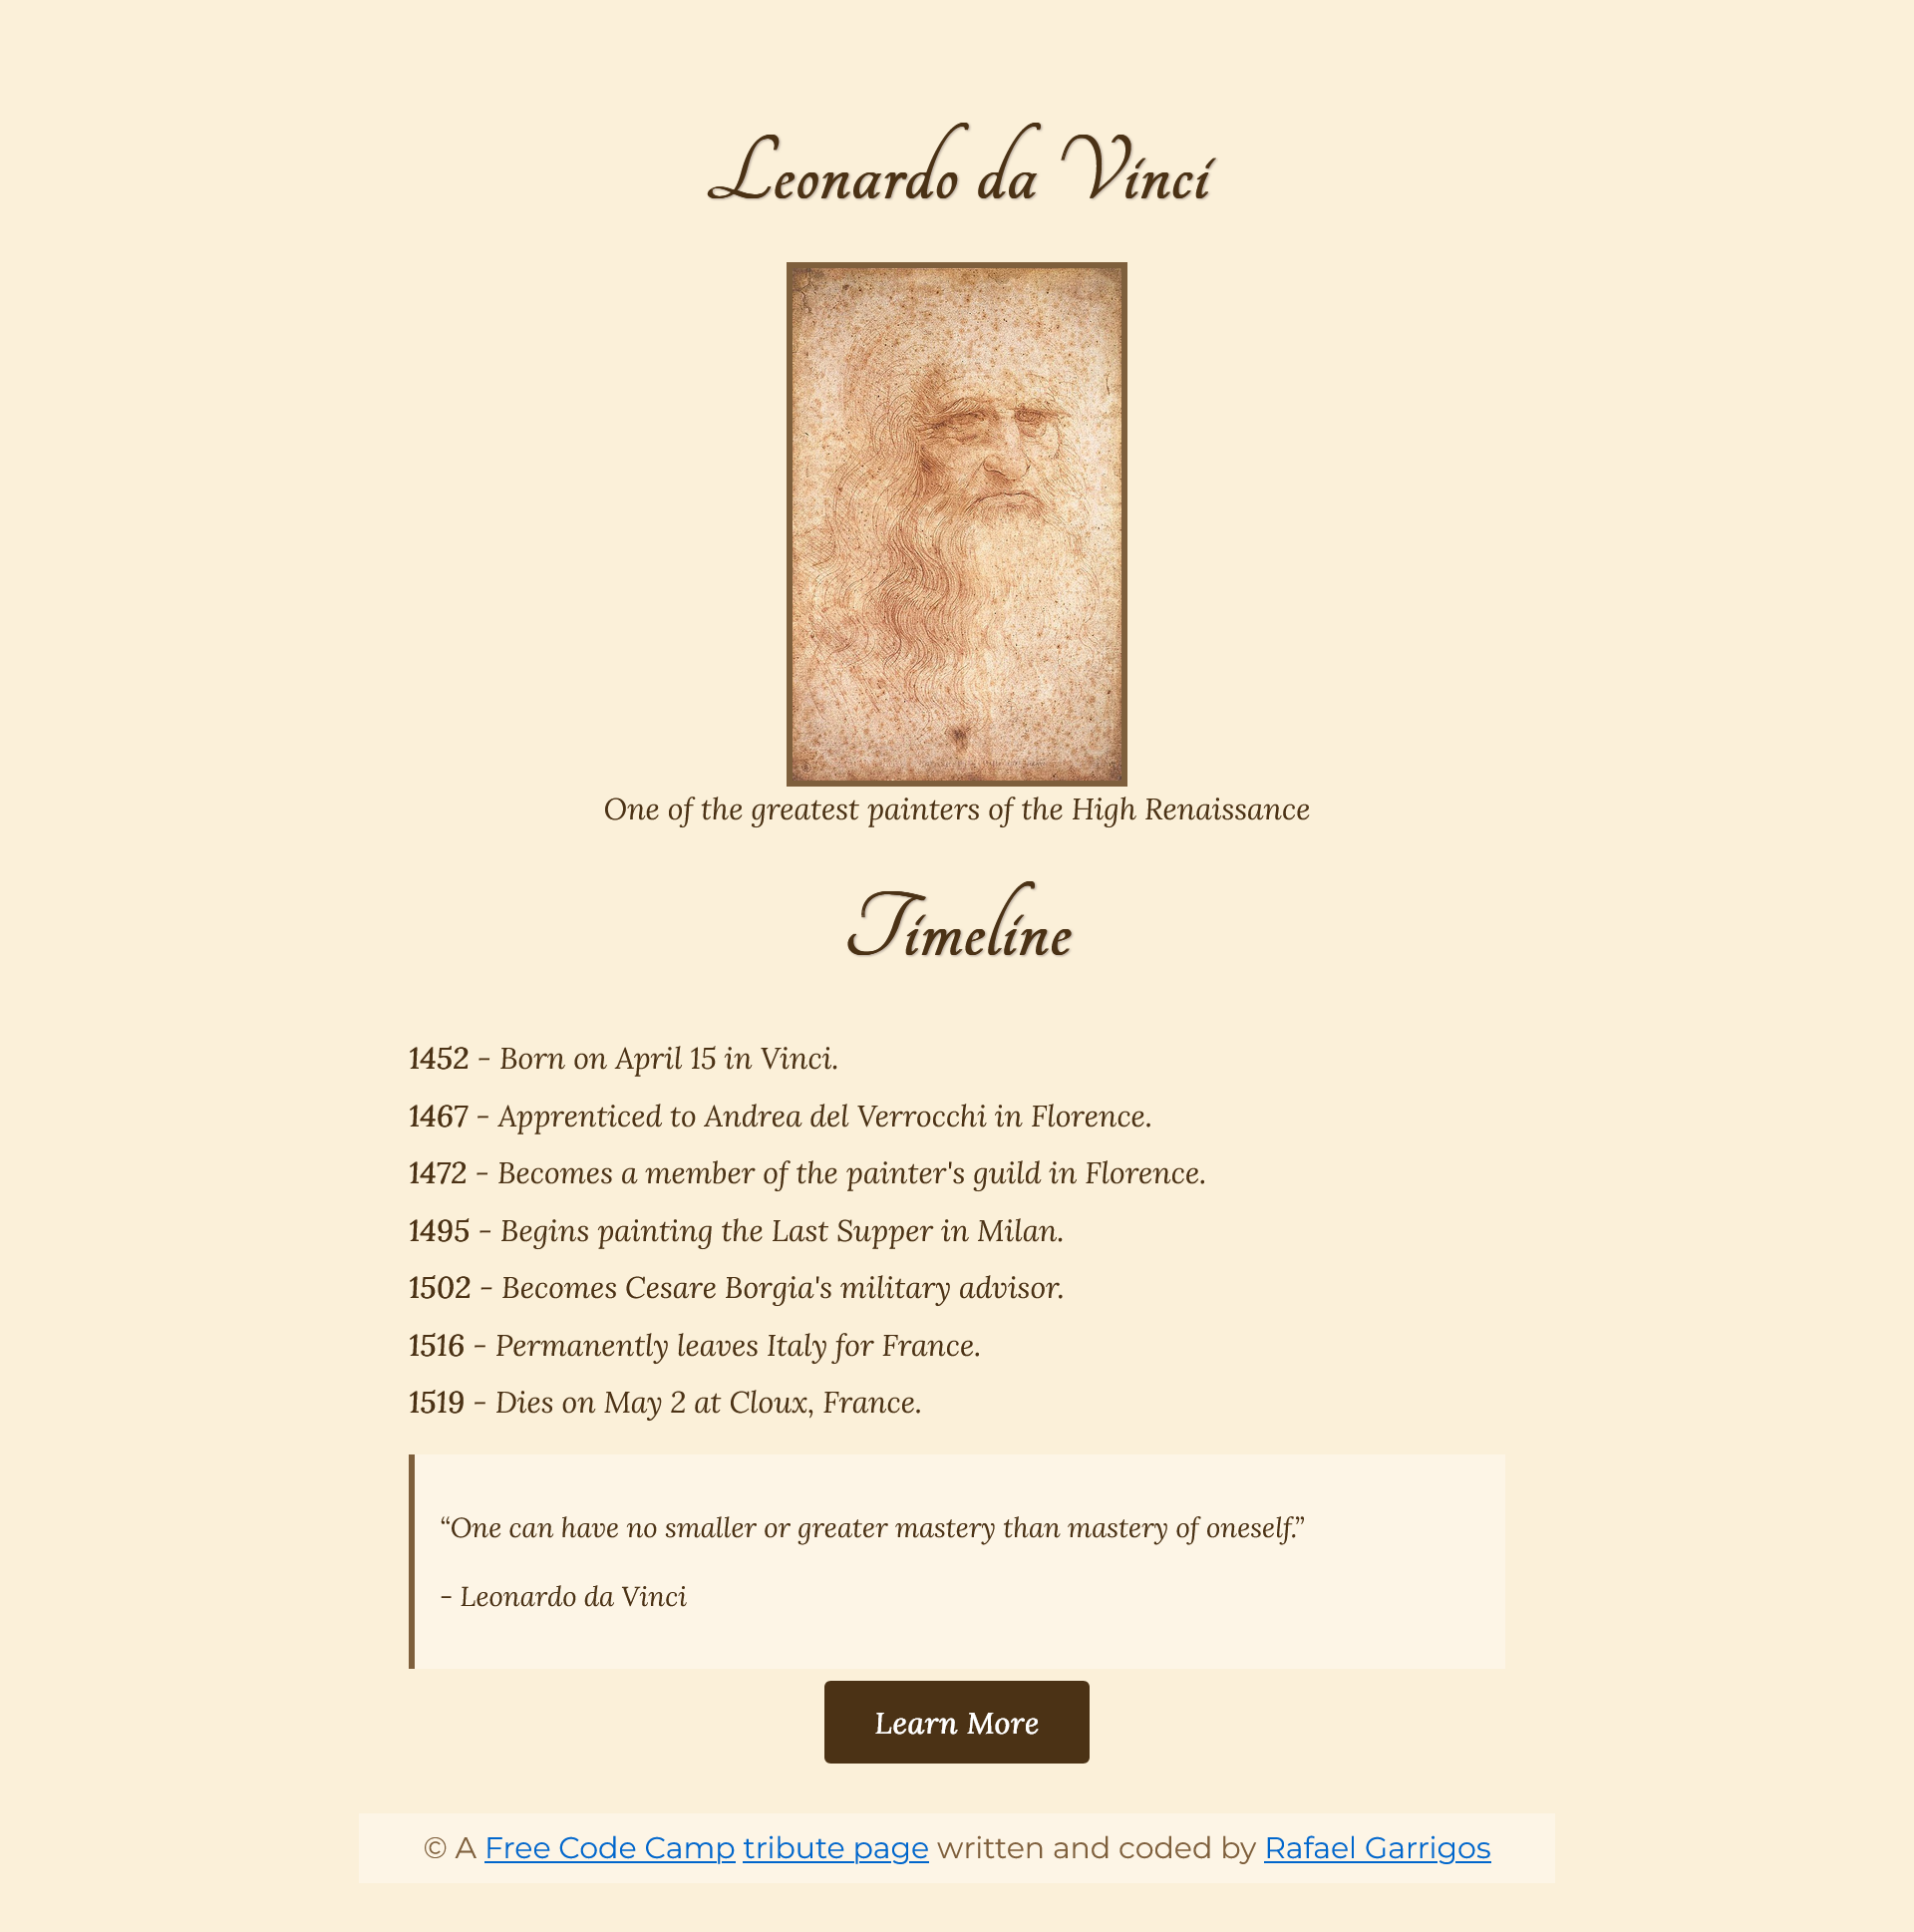 Leonardo da Vinci
One of the greatest painters of the High Renaissance
Timeline
1452 - Born on April 15 in Vinci.
1467 - Apprenticed to Andrea del Verrocchi in Florence.
1472 - Becomes a member of the painter's guild in Florence.
1495 - Begins painting the Last Supper in Milan.
1502 - Becomes Cesare Borgia's military advisor.
1516 - Permanently leaves Italy for France.
1519 - Dies on May 2 at Cloux, France.
“One can have no smaller or greater mastery than mastery of oneself.”
- Leonardo da Vinci
Learn More
© A Free Code Camp tribute page written and coded by Rafael Garrigos